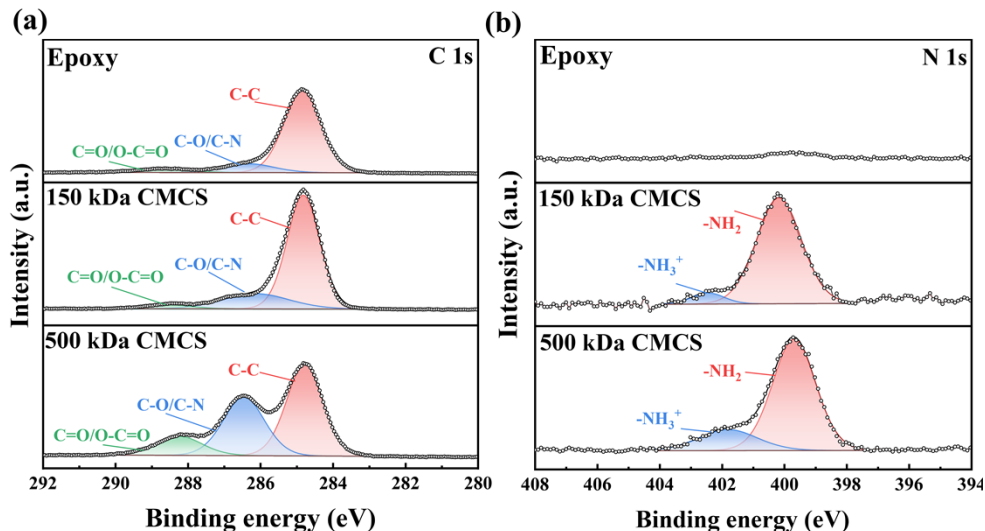 (a)
Epoxy
C 1s
C-C
C-O/C-N
C=O/O-C=O
150 kDa CMCS
C-C
C-O/C-N
C=O/O-C=O
500 kDa CMCS
C-C
C-O/C-N
C=O/O-C=O
Intensity (a.u.)
292 290 288 286 284 282 280
Binding energy (eV)
(b)
Epoxy
N 1s
150 kDa CMCS
-NH₂
-NH₃⁺
500 kDa CMCS
-NH₂
-NH₃⁺
Intensity (a.u.)
408 406 404 402 400 398 396 394
Binding energy (eV)